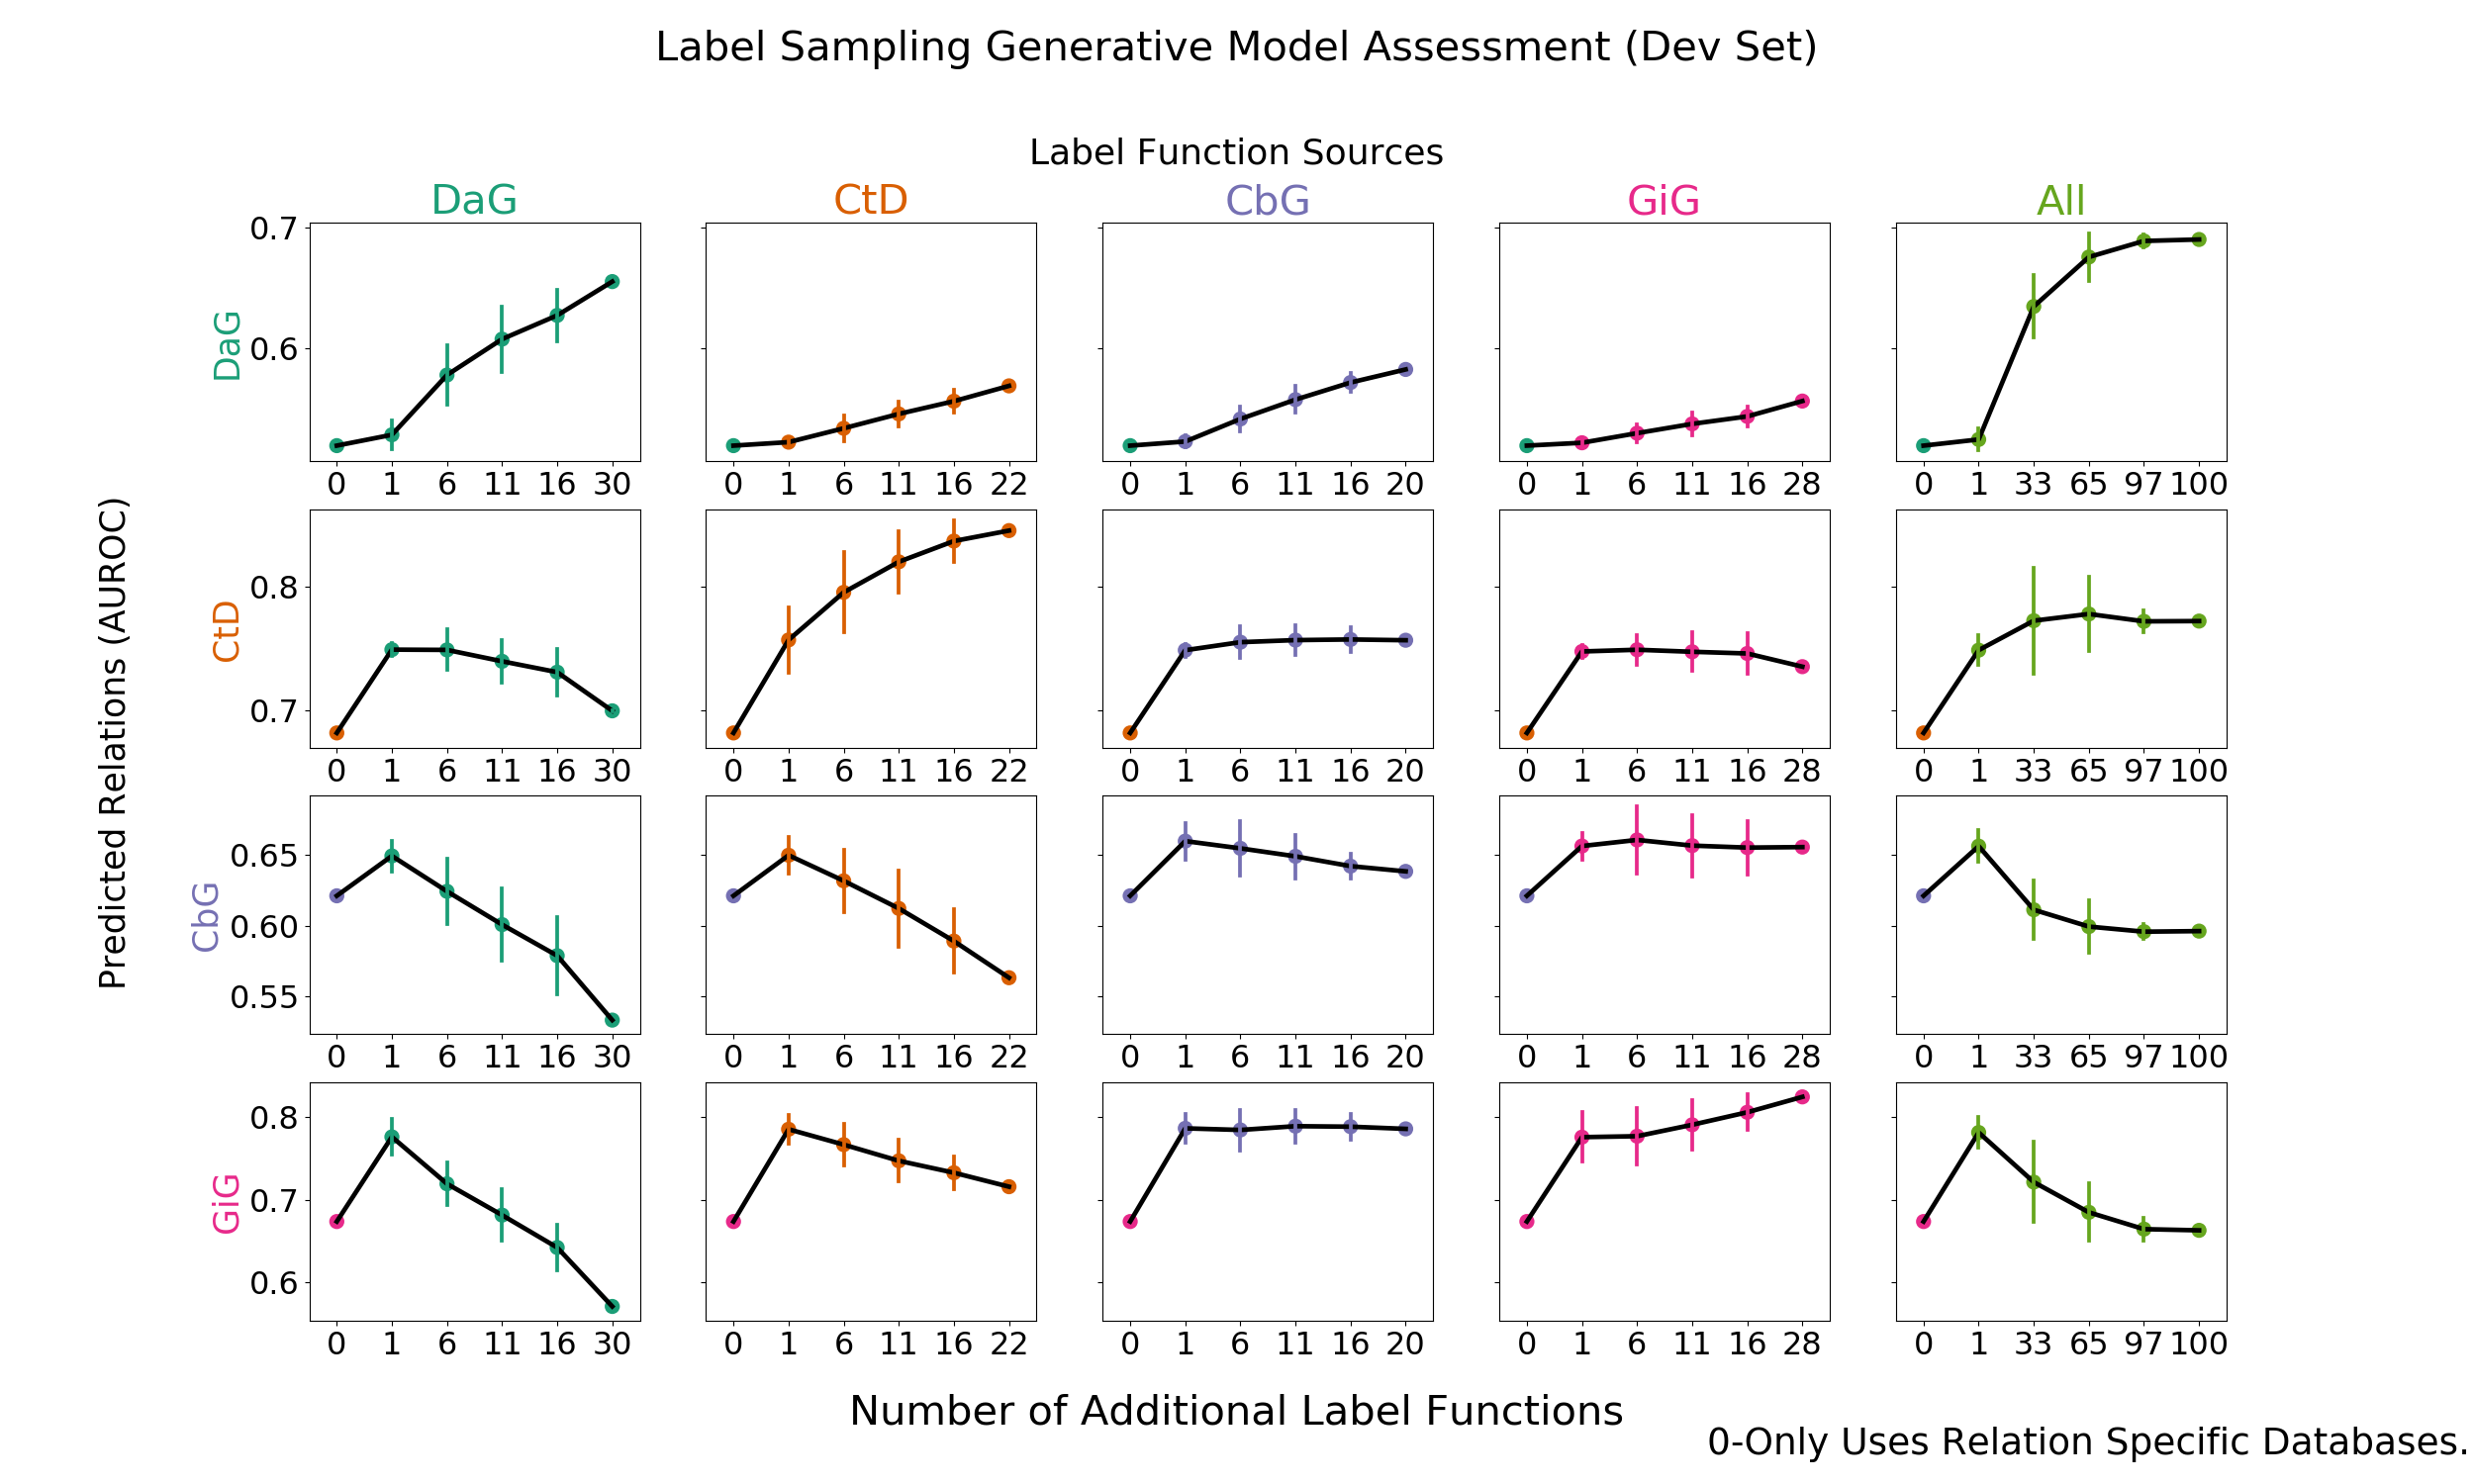 Label Sampling Generative Model Assessment (Dev Set)
Label Function Sources
DaG CtD CbG GiG All
Predicted Relations (AUROC)
DaG
0.7
0.6
0 1 6 11 16 30
0 1 6 11 16 22
0 1 6 11 16 20
0 1 6 11 16 28
0 1 33 65 97 100
CtD
0.8
0.7
0 1 6 11 16 30
0 1 6 11 16 22
0 1 6 11 16 20
0 1 6 11 16 28
0 1 33 65 97 100
CbG
0.65
0.60
0.55
0 1 6 11 16 30
0 1 6 11 16 22
0 1 6 11 16 20
0 1 6 11 16 28
0 1 33 65 97 100
GiG
0.8
0.7
0.6
0 1 6 11 16 30
0 1 6 11 16 22
0 1 6 11 16 20
0 1 6 11 16 28
0 1 33 65 97 100
Number of Additional Label Functions
0-Only Uses Relation Specific Databases.